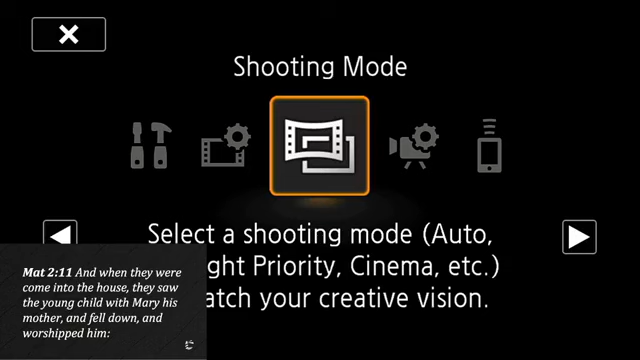 Shooting Mode
Select a shooting mode (Auto,
ght Priority, Cinema, etc.)
atch your creative vision.
Mat 2:11 And when they were
come into the house, they saw
the young child with Mary his
mother, and fell down, and
worshipped him: